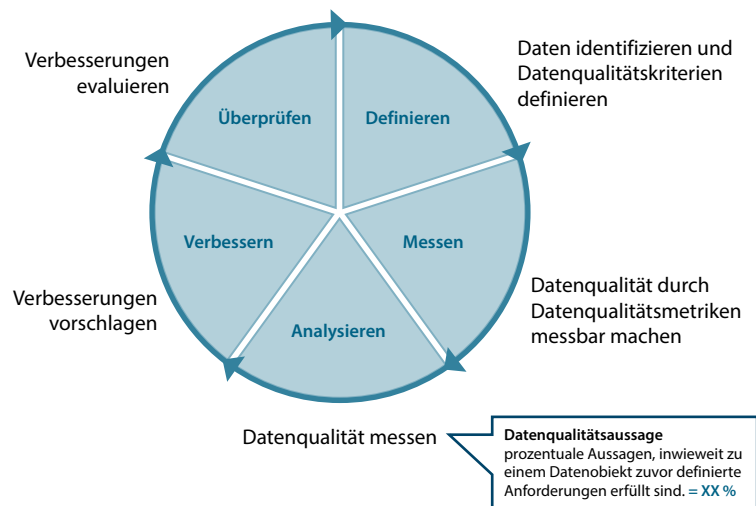 Verbesserungen
evaluieren
Daten identifizieren und
Datenqualitätskriterien
definieren
Überprüfen
Definieren
Verbessern
Messen
Analysieren
Verbesserungen
vorschlagen
Datenqualität durch
Datenqualitätsmetriken
messbar machen
Datenqualität messen
Datenqualitätsaussage
prozentuale Aussagen, inwieweit zu
einem Datenobjekt zuvor definierte
Anforderungen erfüllt sind. = XX %